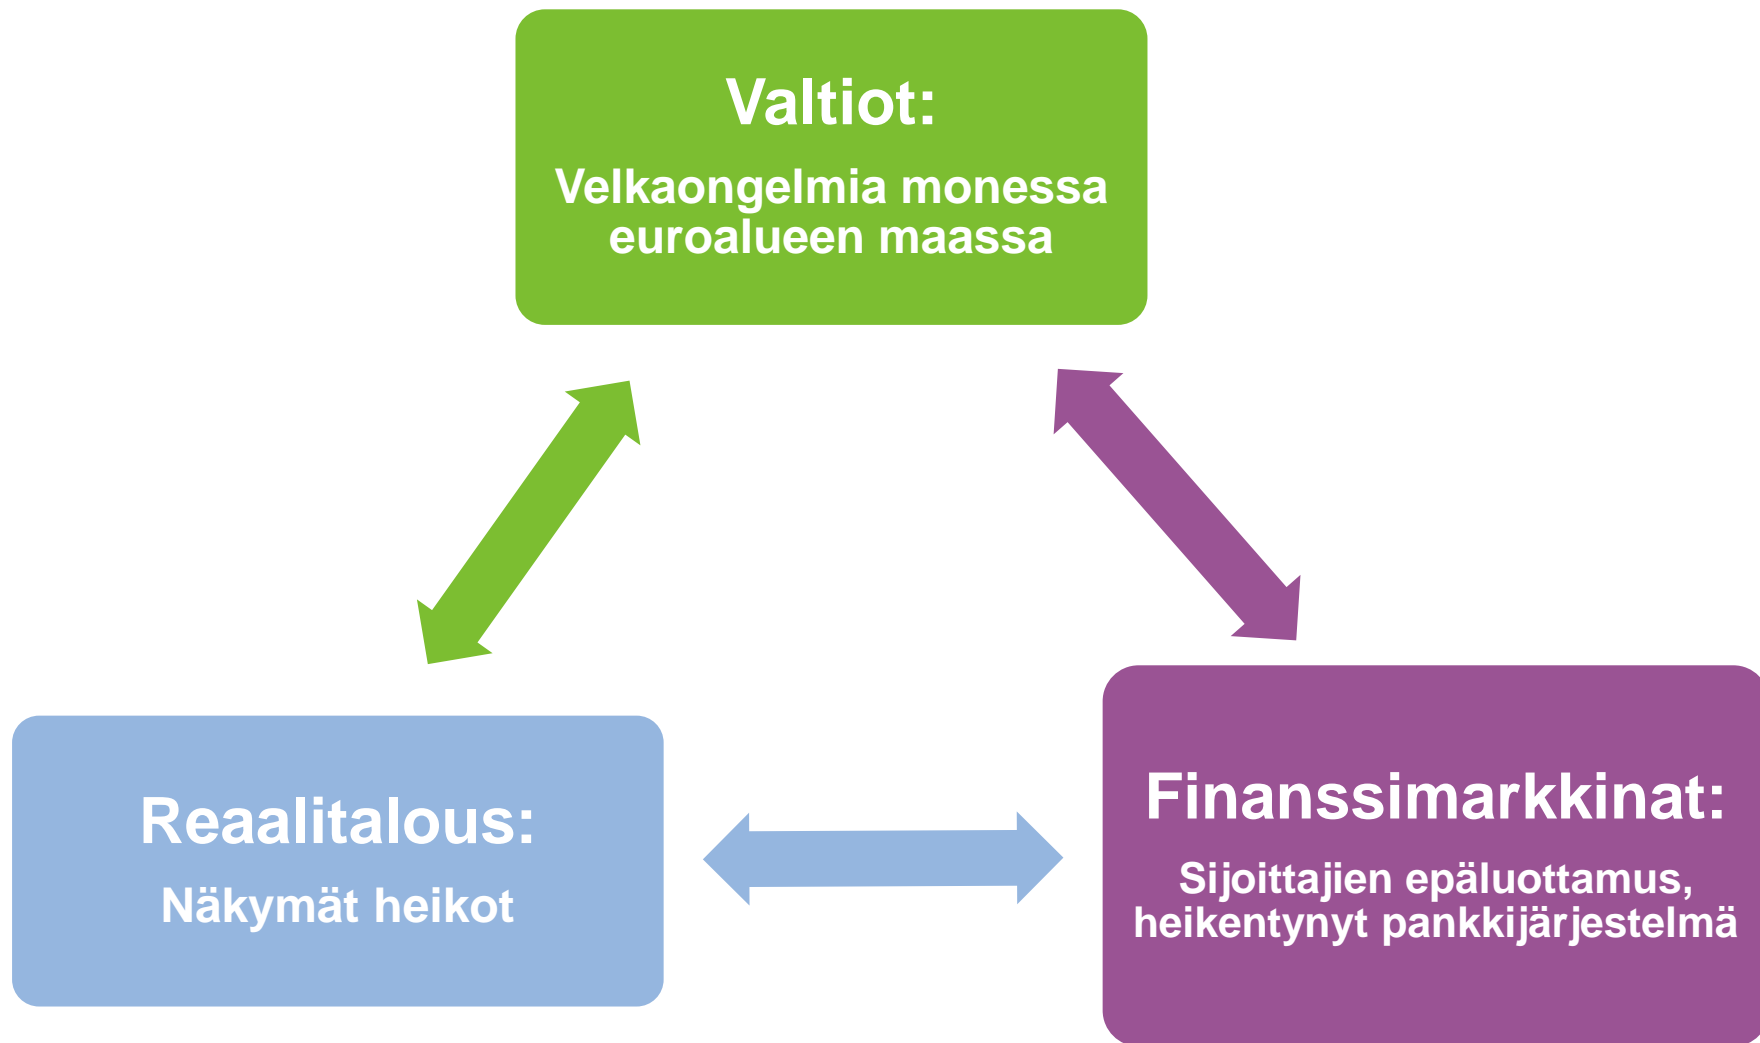 Valtiot:
Velkaongelmia monessa
euroalueen maassa
Reaalitalous:
Näkymät heikot
Finanssimarkkinat:
Sijoittajien epäluottamus,
heikentynyt pankkijärjestelmä